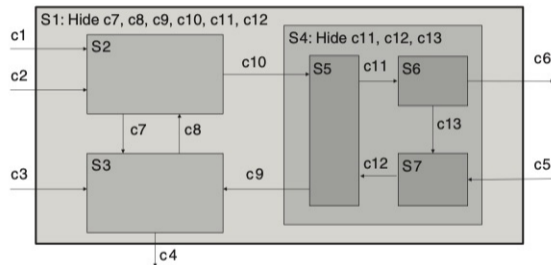 S1: Hide c7, c8, c9, c10, c11, c12
S4: Hide c11, c12, c13
c1
S2
c10
S5
c11
S6
c6
c2
c7
c8
c13
S3
c9
c12
S7
c5
c3
c4